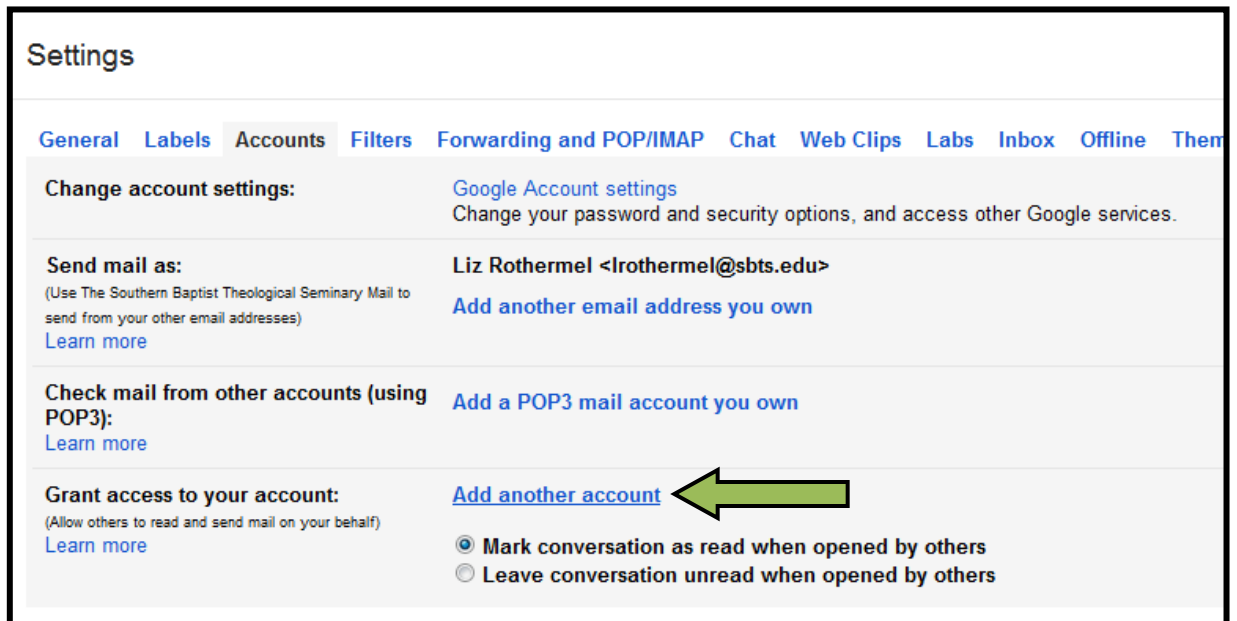 Settings
General Labels Accounts Filters Forwarding and POP/IMAP Chat Web Clips Labs Inbox Offline Them
Change account settings:
Google Account settings
Change your password and security options, and access other Google services.
Send mail as:
(Use The Southern Baptist Theological Seminary Mail to
send from your other email addresses)
Learn more
Liz Rothermel <lrothermel@sbts.edu>
Add another email address you own
Check mail from other accounts (using
POP3):
Learn more
Add a POP3 mail account you own
Grant access to your account:
(Allow others to read and send mail on your behalf)
Learn more
Add another account
Mark conversation as read when opened by others
Leave conversation unread when opened by others